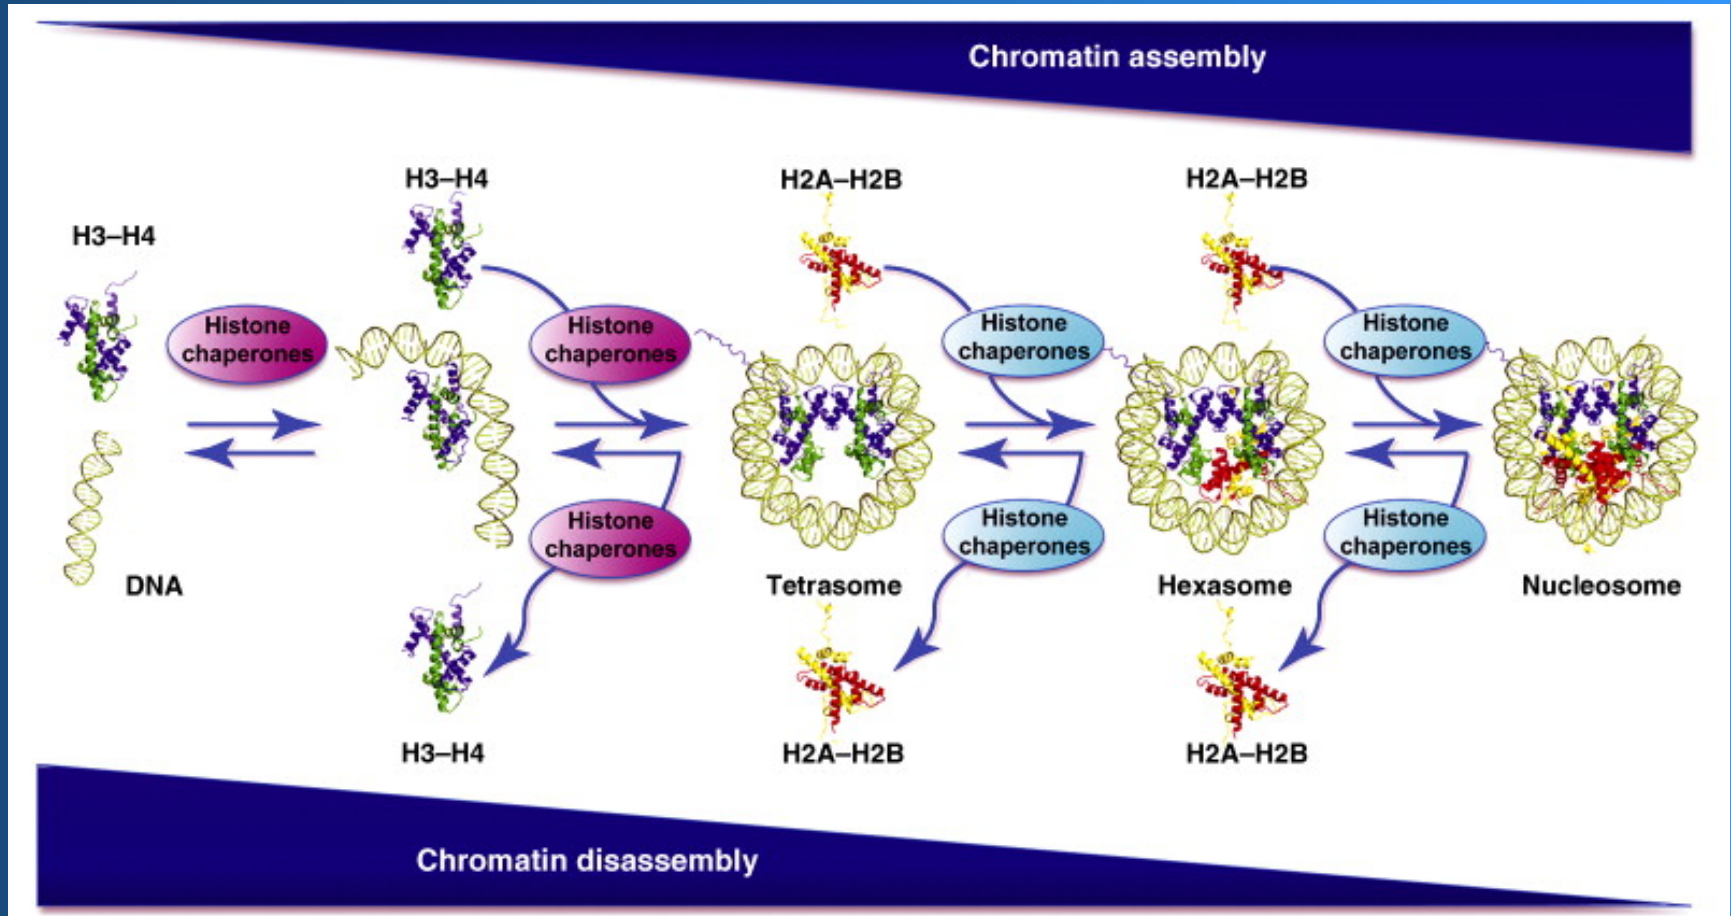 Chromatin assembly
H3–H4
H2A–H2B
H2A–H2B
H3–H4
Histone
chaperones
Histone
chaperones
Histone
chaperones
Histone
chaperones
Histone
chaperones
Histone
chaperones
Histone
chaperones
DNA
Tetrasome
Hexasome
Nucleosome
H3–H4
H2A–H2B
H2A–H2B
Chromatin disassembly